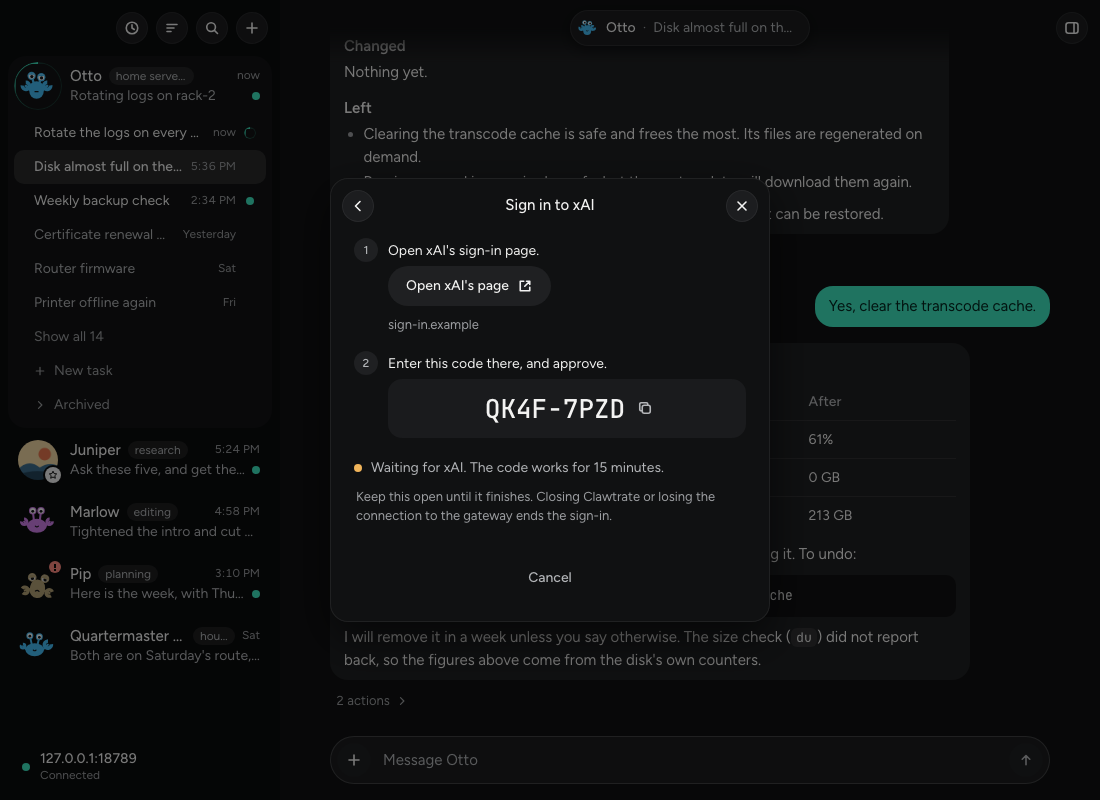 Otto · Disk almost full on th...
Otto home serve... now
Rotating logs on rack-2
Rotate the logs on every ... now
Disk almost full on the... 5:36 PM
Weekly backup check 2:34 PM
Certificate renewal ... Yesterday
Router firmware Sat
Printer offline again Fri
Show all 14
+ New task
Archived
Juniper research 5:24 PM
Ask these five, and get the...
Marlow editing 4:58 PM
Tightened the intro and cut ...
Pip planning 3:10 PM
Here is the week, with Thu...
Quartermaster ... hou... Sat
Both are on Saturday's route,...
127.0.0.1:18789
Connected
Changed
Nothing yet.
Left
• Clearing the transcode cache is safe and frees the most. Its files are regenerated on
demand.
will download them again.
can be restored.
Yes, clear the transcode cache.
After
61%
0 GB
213 GB
it. To undo:
I will remove it in a week unless you say otherwise. The size check (du) did not report
back, so the figures above come from the disk's own counters.
2 actions
Message Otto
Sign in to xAI
1 Open xAI's sign-in page.
Open xAI's page
sign-in.example
2 Enter this code there, and approve.
QK4F-7PZD
Waiting for xAI. The code works for 15 minutes.
Keep this open until it finishes. Closing Clawtrate or losing the
connection to the gateway ends the sign-in.
Cancel